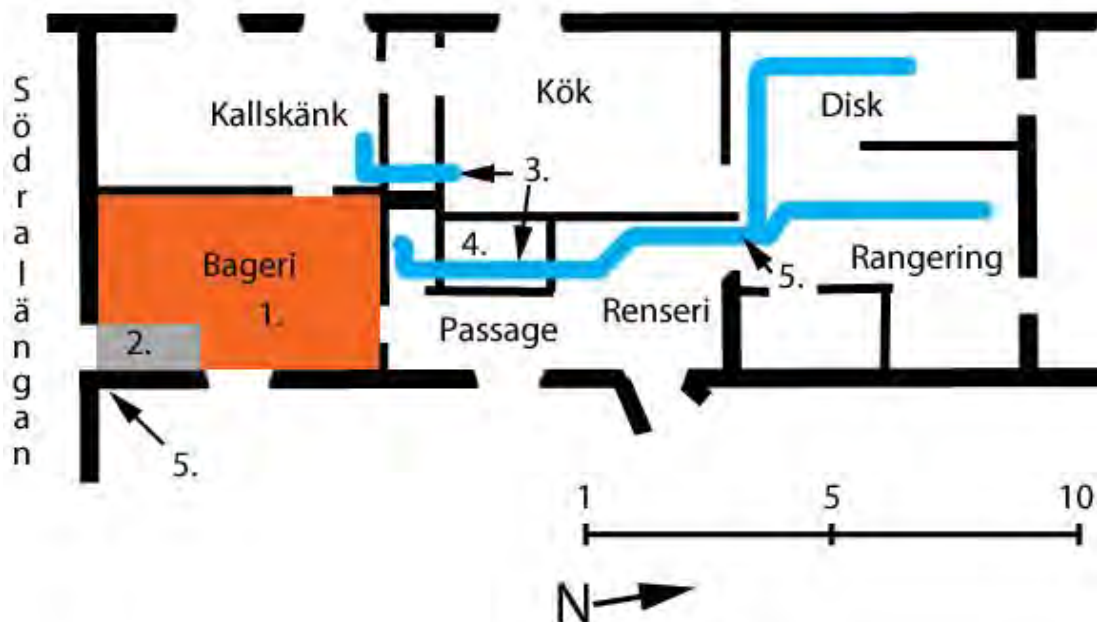 Södralängan
Kallskänk
Kök
Disk
3.
Bageri
4.
Rangering
1.
5.
Renseri
Passage
2.
5.
1 5 10
N